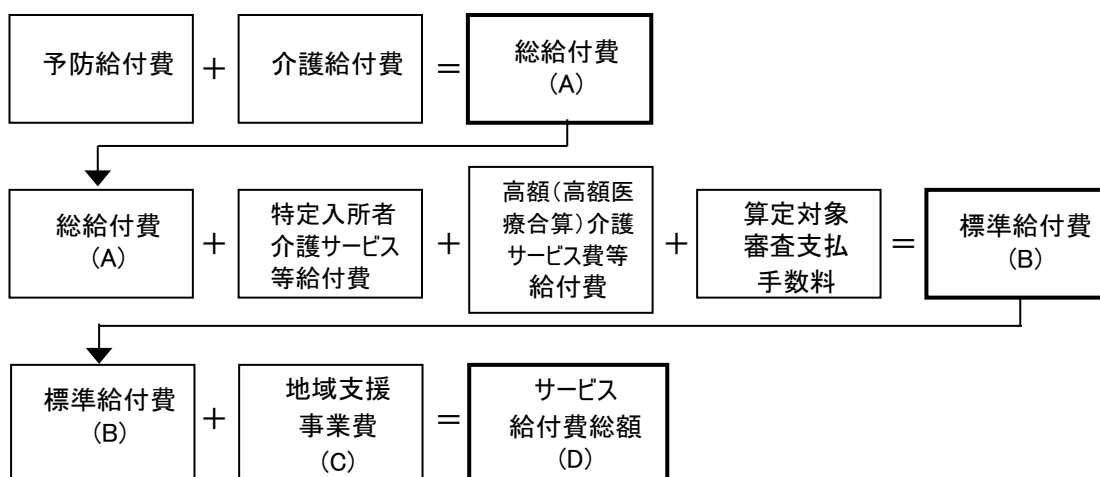 予防給付費 + 介護給付費 = 総給付費
(A)
総給付費
(A)
+
特定入所者
介護サービス
等給付費
+
高額(高額医
療合算)介護
サービス費等
給付費
+
算定対象
審査支払
手数料
=
標準給付費
(B)
標準給付費
(B)
+
地域支援
事業費
(C)
=
サービス
給付費総額
(D)